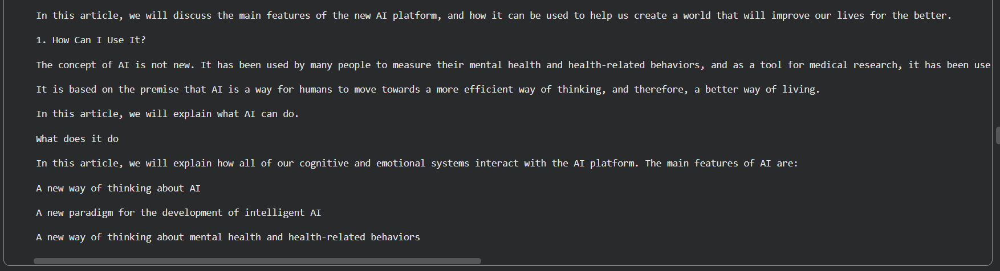 In this article, we will discuss the main features of the new AI platform, and how it can be used to help us create a world that will improve our lives for the better.
1. How Can I Use It?
The concept of AI is not new. It has been used by many people to measure their mental health and health-related behaviors, and as a tool for medical research, it has been use
It is based on the premise that AI is a way for humans to move towards a more efficient way of thinking, and therefore, a better way of living.
In this article, we will explain what AI can do.
What does it do
In this article, we will explain how all of our cognitive and emotional systems interact with the AI platform. The main features of AI are:
A new way of thinking about AI
A new paradigm for the development of intelligent AI
A new way of thinking about mental health and health-related behaviors